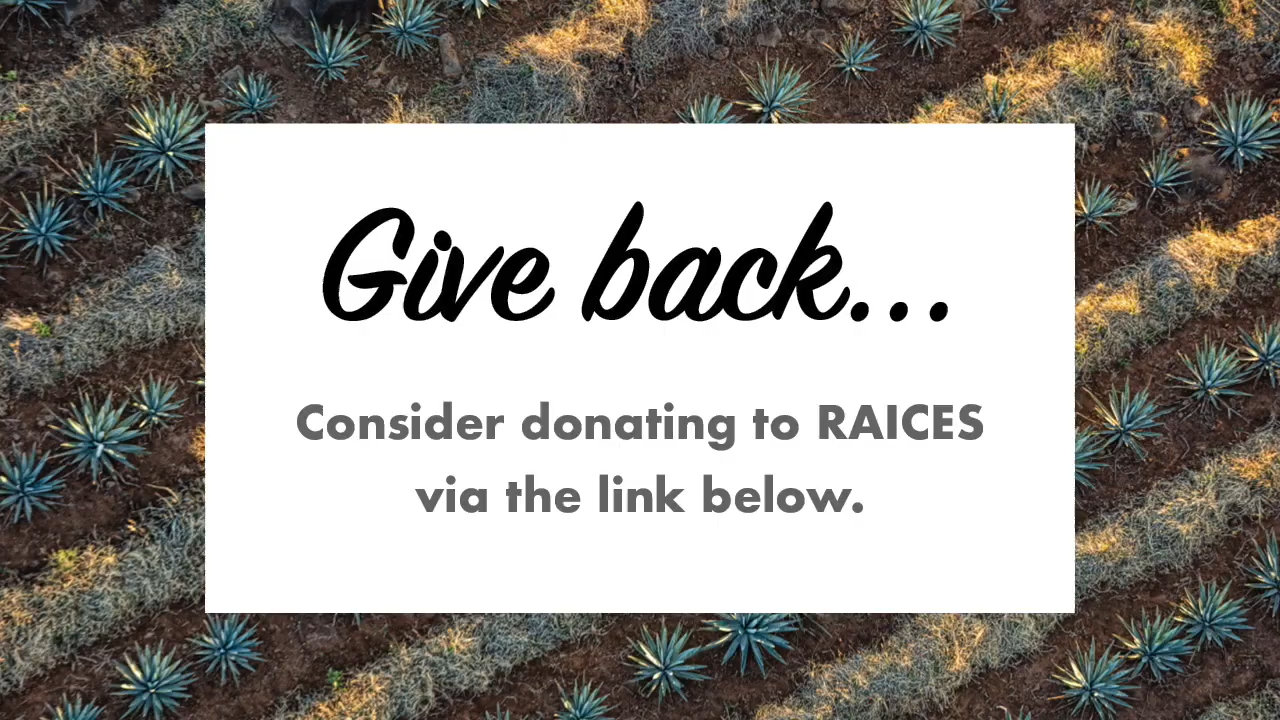 Give back...
Consider donating to RAICES
via the link below.